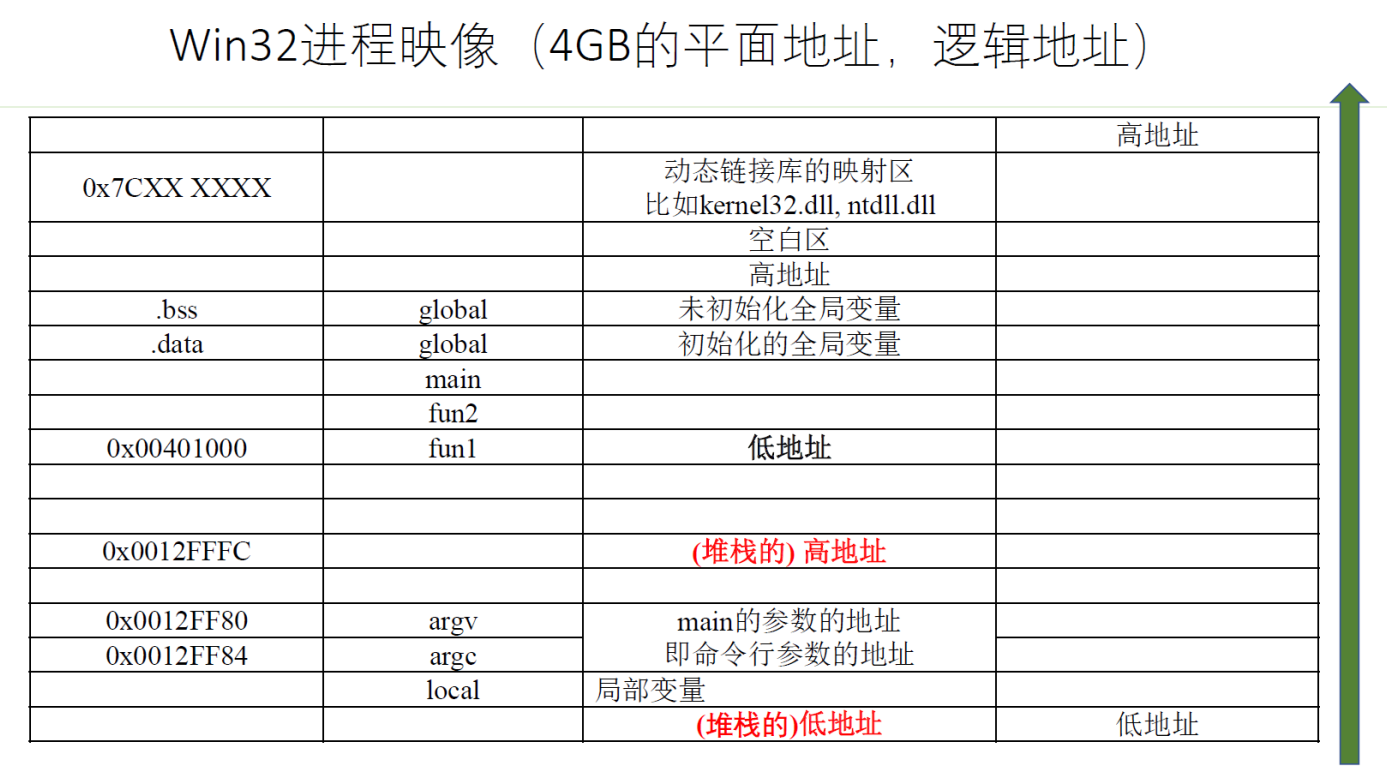 Win32进程映像（4GB的平面地址，逻辑地址）
高地址
0x7CXX XXXX
动态链接库的映射区
比如kernel32.dll, ntdll.dll
空白区
高地址
.bss global 未初始化全局变量
.data global 初始化的全局变量
main
fun2
0x00401000 fun1 低地址
0x0012FFFC (堆栈的) 高地址
0x0012FF80 argv main的参数的地址
0x0012FF84 argc 即命令行参数的地址
local 局部变量
(堆栈的)低地址 低地址